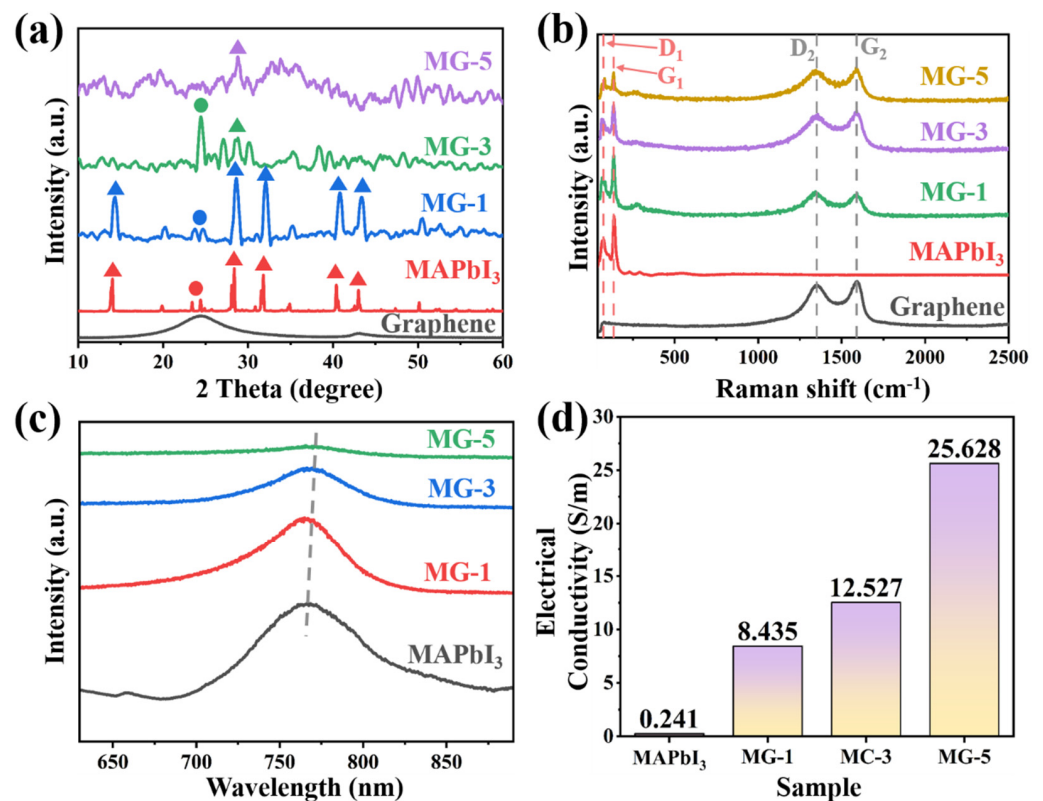 (a)
MG-5
MG-3
MG-1
MAPbI₃
Graphene
Intensity (a.u.)
10 20 30 40 50 60
2 Theta (degree)
(b)
D₁
G₁
D₂
G₂
MG-5
MG-3
MG-1
MAPbI₃
Graphene
Intensity (a.u.)
500 1000 1500 2000 2500
Raman shift (cm⁻¹)
(c)
MG-5
MG-3
MG-1
MAPbI₃
Intensity (a.u.)
650 700 750 800 850
Wavelength (nm)
(d)
Electrical
Conductivity (S/m)
30
25
20
15
10
5
0
0.241
8.435
12.527
25.628
MAPbI₃ MG-1 MC-3 MG-5
Sample